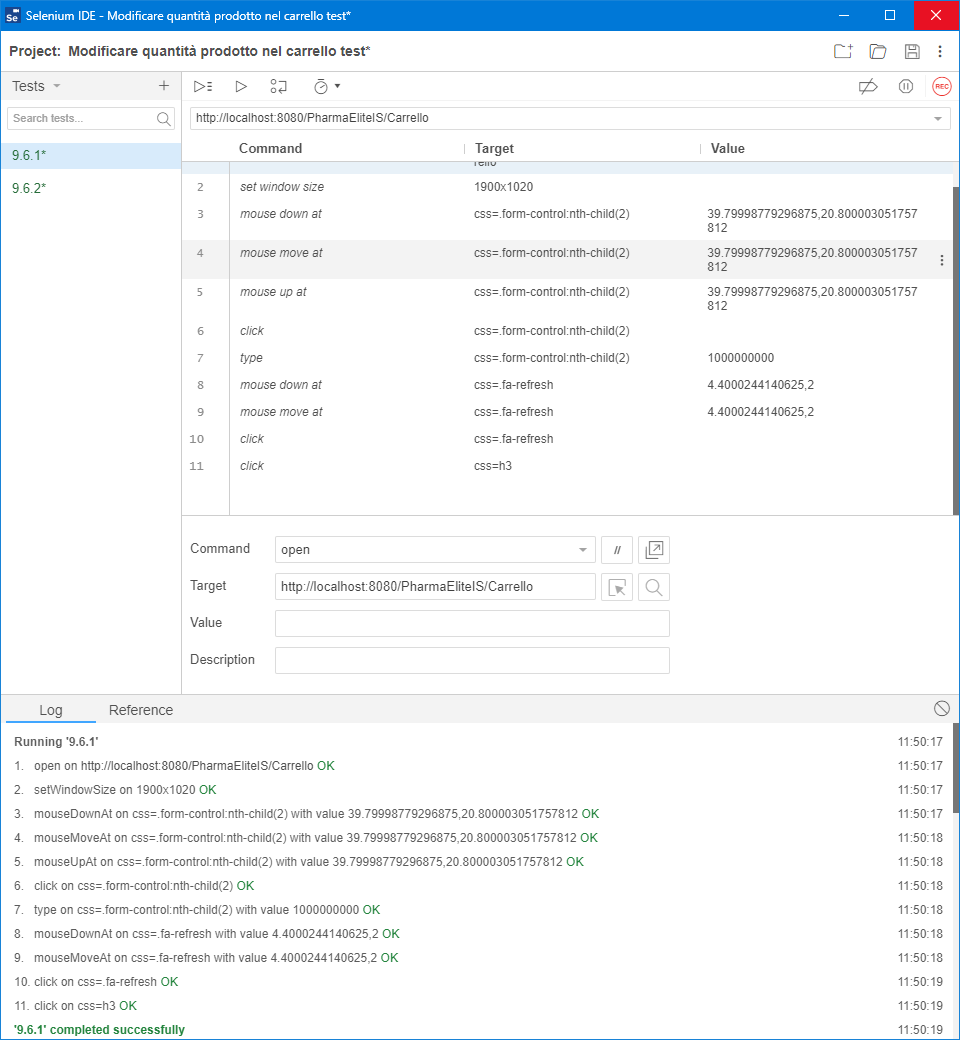 Se Selenium IDE - Modificare quantità prodotto nel carrello test*
Project: Modificare quantità prodotto nel carrello test*
Tests
REC
Search tests...
http://localhost:8080/PharmaEliteIS/Carrello
9.6.1*
9.6.2*
Command Target Value
rello
2 set window size 1900x1020
3 mouse down at css=.form-control:nth-child(2) 39.79998779296875,20.800003051757
812
4 mouse move at css=.form-control:nth-child(2) 39.79998779296875,20.800003051757
812
5 mouse up at css=.form-control:nth-child(2) 39.79998779296875,20.800003051757
812
6 click css=.form-control:nth-child(2)
7 type css=.form-control:nth-child(2) 1000000000
8 mouse down at css=.fa-refresh 4.4000244140625,2
9 mouse move at css=.fa-refresh 4.4000244140625,2
10 click css=.fa-refresh
11 click css=h3
Command open //
Target http://localhost:8080/PharmaEliteIS/Carrello
Value
Description
Log Reference
Running '9.6.1' 11:50:17
1. open on http://localhost:8080/PharmaEliteIS/Carrello OK 11:50:17
2. setWindowSize on 1900x1020 OK 11:50:17
3. mouseDownAt on css=.form-control:nth-child(2) with value 39.79998779296875,20.800003051757812 OK 11:50:17
4. mouseMoveAt on css=.form-control:nth-child(2) with value 39.79998779296875,20.800003051757812 OK 11:50:18
5. mouseUpAt on css=.form-control:nth-child(2) with value 39.79998779296875,20.800003051757812 OK 11:50:18
6. click on css=.form-control:nth-child(2) OK 11:50:18
7. type on css=.form-control:nth-child(2) with value 1000000000 OK 11:50:18
8. mouseDownAt on css=.fa-refresh with value 4.4000244140625,2 OK 11:50:18
9. mouseMoveAt on css=.fa-refresh with value 4.4000244140625,2 OK 11:50:18
10. click on css=.fa-refresh OK 11:50:19
11. click on css=h3 OK 11:50:19
'9.6.1' completed successfully 11:50:19